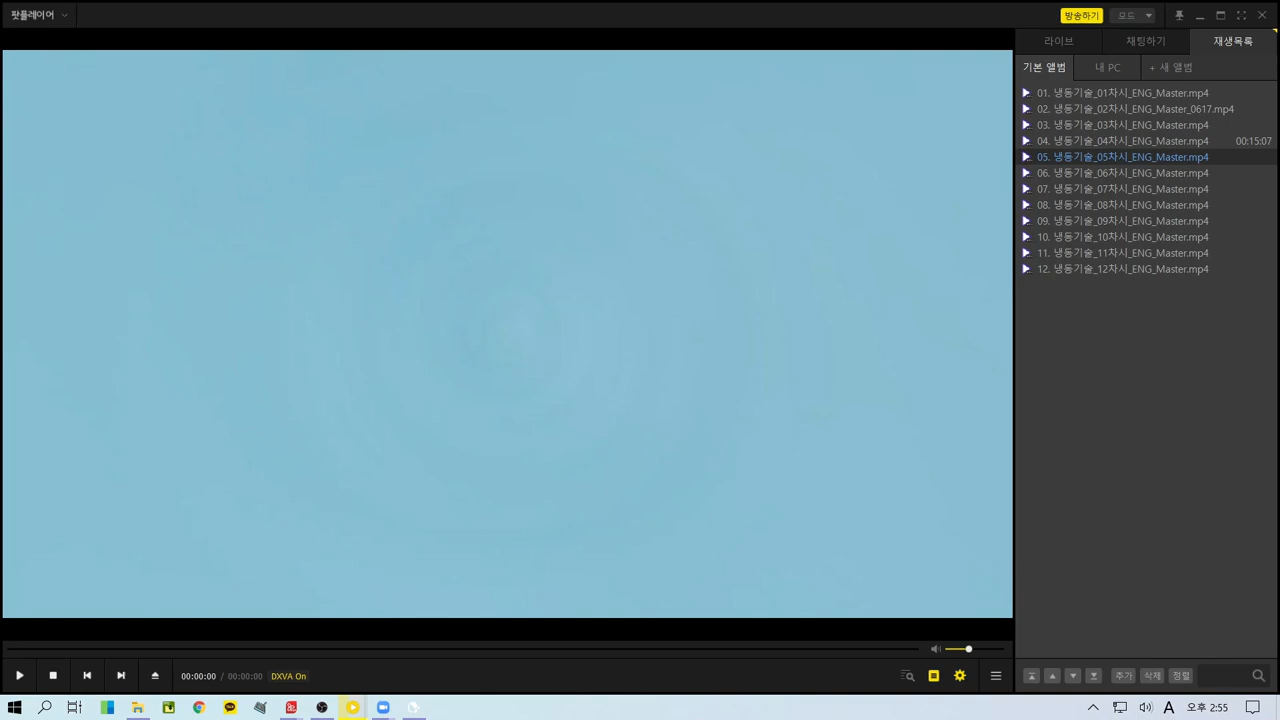 팟플레이어
방송하기
모드
라이브
채팅하기
재생목록
기본 앨범
내 PC
+ 새 앨범
01. 냉동기술_01차시_ENG_Master.mp4
02. 냉동기술_02차시_ENG_Master_0617.mp4
03. 냉동기술_03차시_ENG_Master.mp4
04. 냉동기술_04차시_ENG_Master.mp4 00:15:07
05. 냉동기술_05차시_ENG_Master.mp4
06. 냉동기술_06차시_ENG_Master.mp4
07. 냉동기술_07차시_ENG_Master.mp4
08. 냉동기술_08차시_ENG_Master.mp4
09. 냉동기술_09차시_ENG_Master.mp4
10. 냉동기술_10차시_ENG_Master.mp4
11. 냉동기술_11차시_ENG_Master.mp4
12. 냉동기술_12차시_ENG_Master.mp4
00:00:00 / 00:00:00 DXVA On
추가 삭제 정렬
TALK
A 오후 2:55